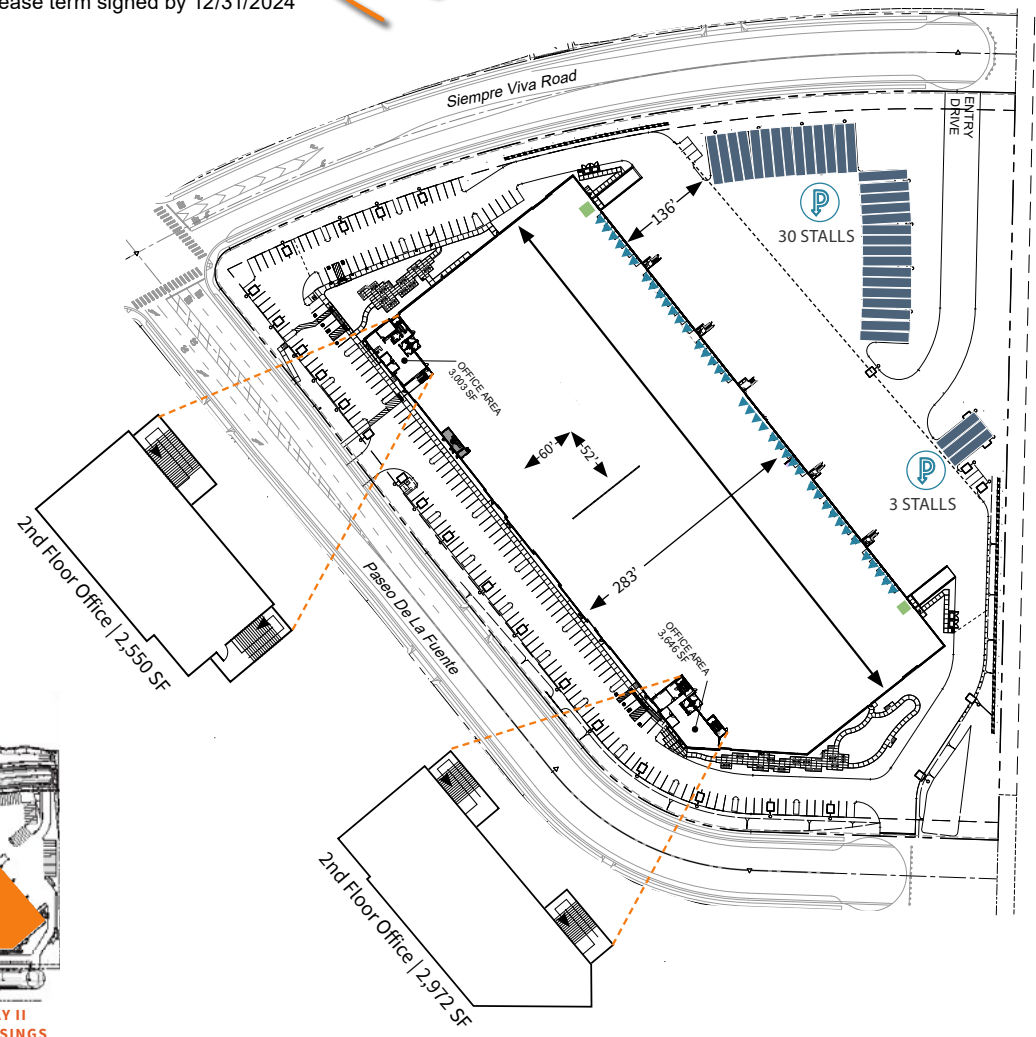 ease term signed by 12/31/2024
Siempre Viva Road
ENTRY
DRIVE
136'
30 STALLS
OFFICE AREA
3,003 SF
60'
52'
3 STALLS
283'
2nd Floor Office | 2,550 SF
Paseo De La Fuente
OFFICE AREA
3,646 SF
2nd Floor Office | 2,972 SF
Y II
SINGS